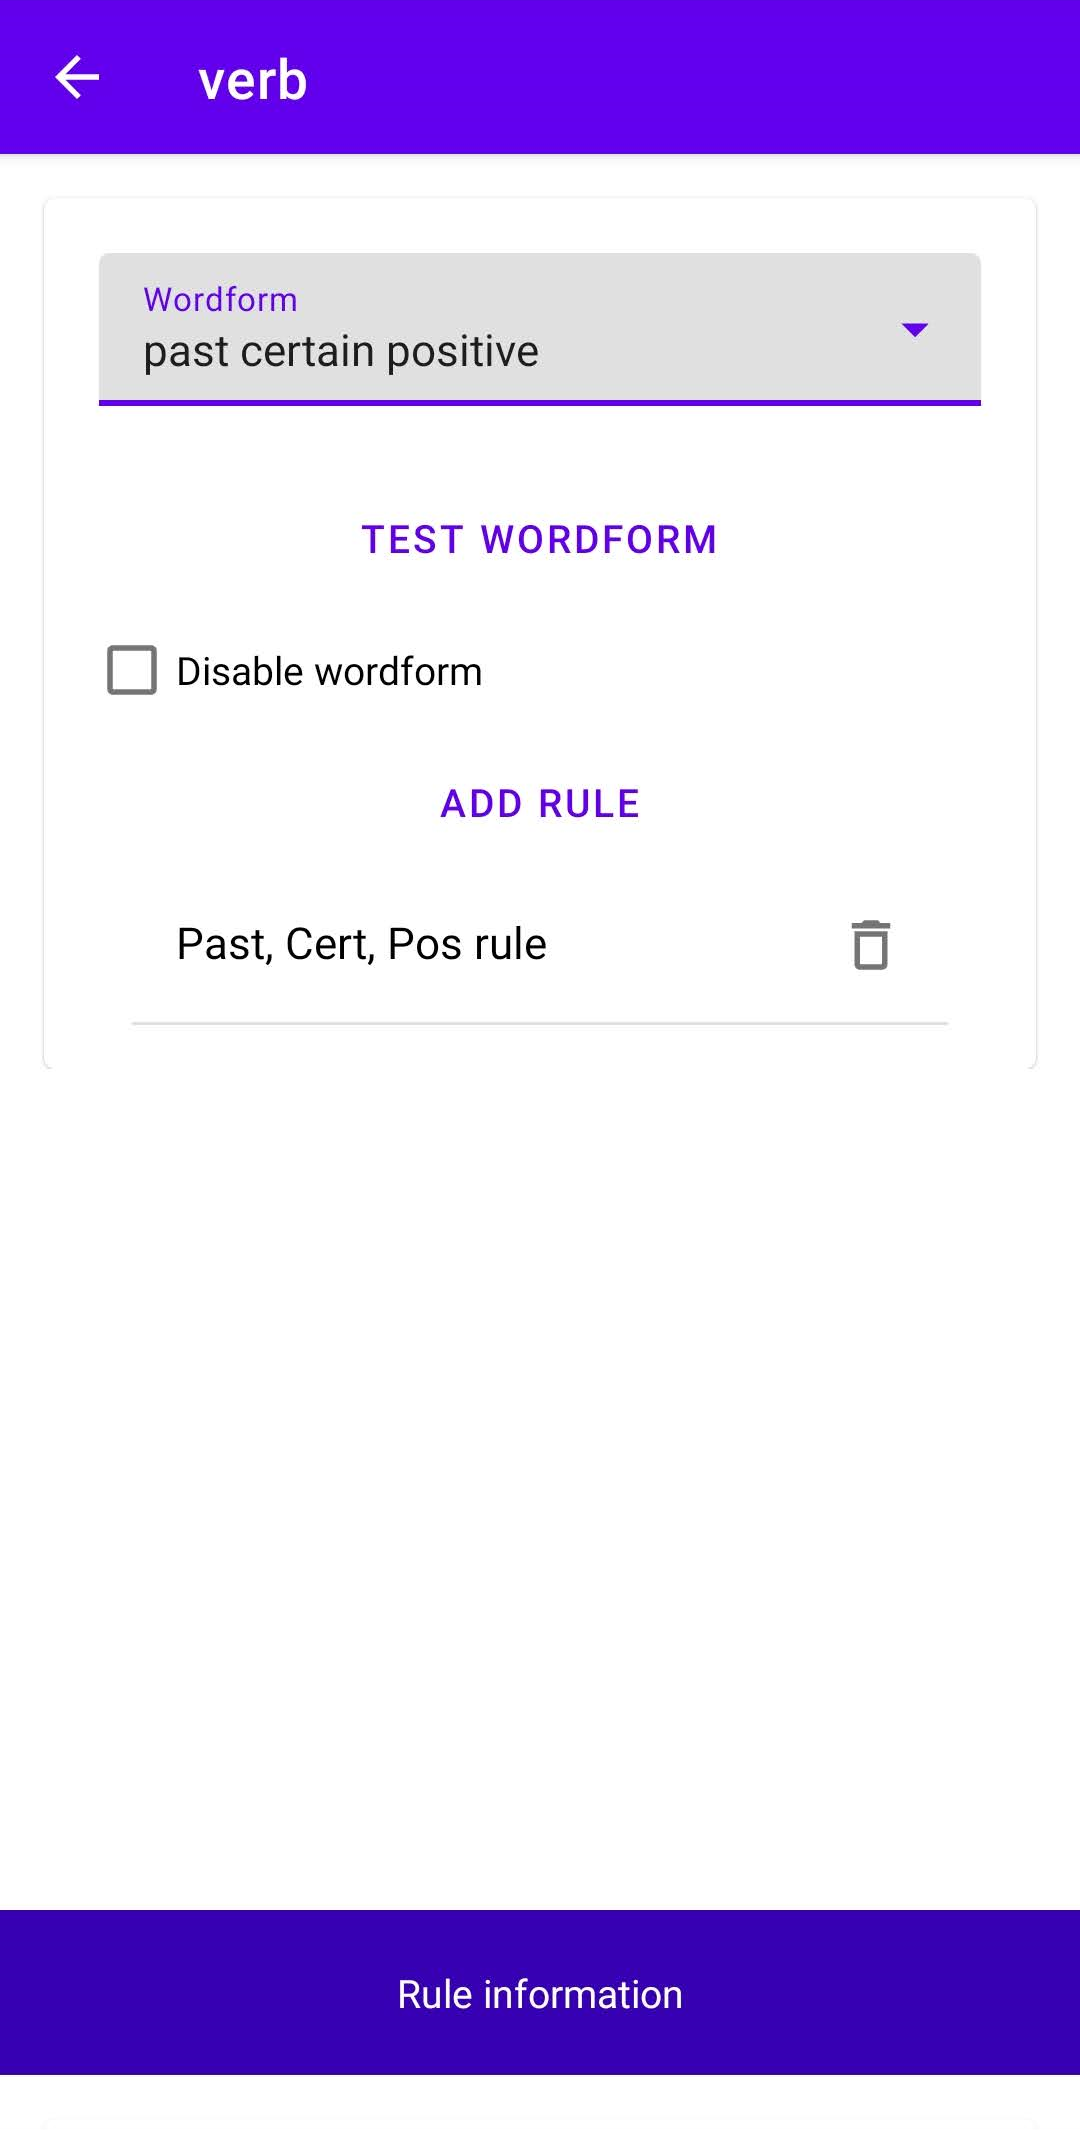 verb
Wordform
past certain positive
TEST WORDFORM
Disable wordform
ADD RULE
Past, Cert, Pos rule
Rule information